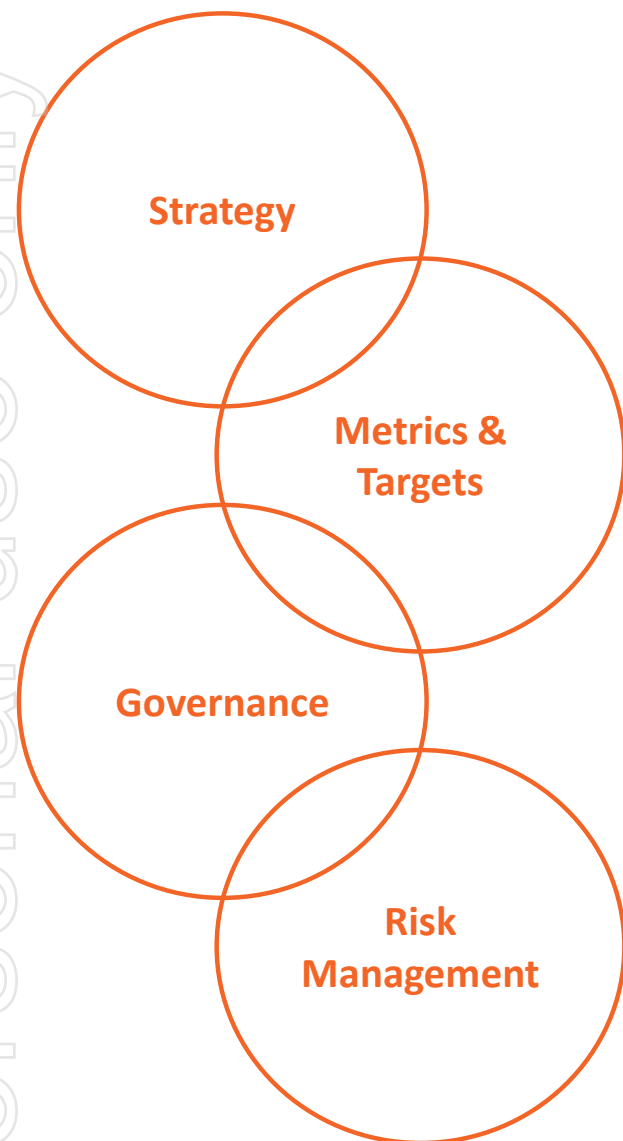 Strategy
Metrics &
Targets
Governance
Risk
Management